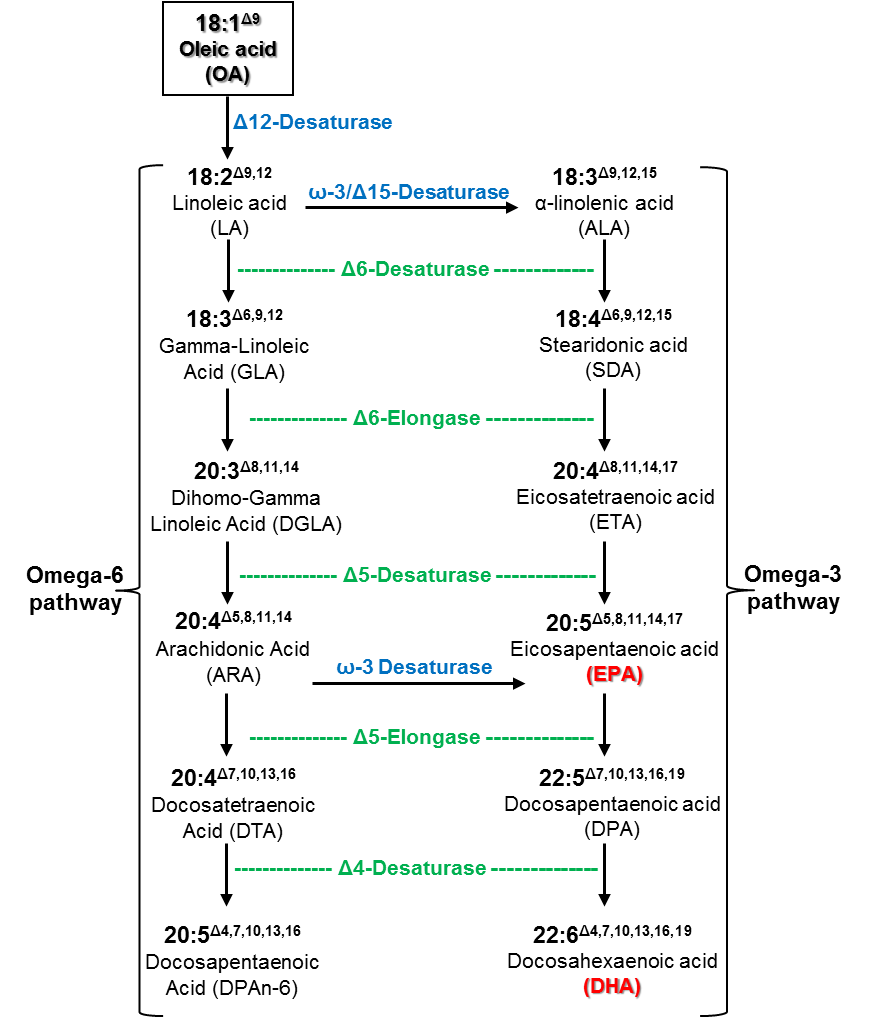 18:1Δ9
Oleic acid
(OA)
Δ12-Desaturase
18:2Δ9,12
Linoleic acid
(LA)
ω-3/Δ15-Desaturase
18:3Δ9,12,15
α-linolenic acid
(ALA)
-------------- Δ6-Desaturase --------------
18:3Δ6,9,12
Gamma-Linoleic
Acid (GLA)
18:4Δ6,9,12,15
Stearidonic acid
(SDA)
-------------- Δ6-Elongase ---------------
20:3Δ8,11,14
Dihomo-Gamma
Linoleic Acid (DGLA)
20:4Δ8,11,14,17
Eicosatetraenoic acid
(ETA)
Omega-6
pathway
-------------- Δ5-Desaturase --------------
Omega-3
pathway
20:4Δ5,8,11,14
Arachidonic Acid
(ARA)
ω-3 Desaturase
20:5Δ5,8,11,14,17
Eicosapentaenoic acid
(EPA)
-------------- Δ5-Elongase ---------------
20:4Δ7,10,13,16
Docosatetraenoic
Acid (DTA)
22:5Δ7,10,13,16,19
Docosapentaenoic acid
(DPA)
-------------- Δ4-Desaturase ---------------
20:5Δ4,7,10,13,16
Docosapentaenoic
Acid (DPAn-6)
22:6Δ4,7,10,13,16,19
Docosahexaenoic acid
(DHA)